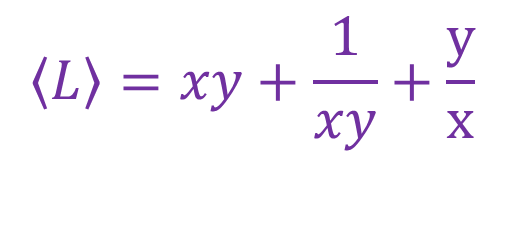 ⟨L⟩ = xy + 1/xy + y/x